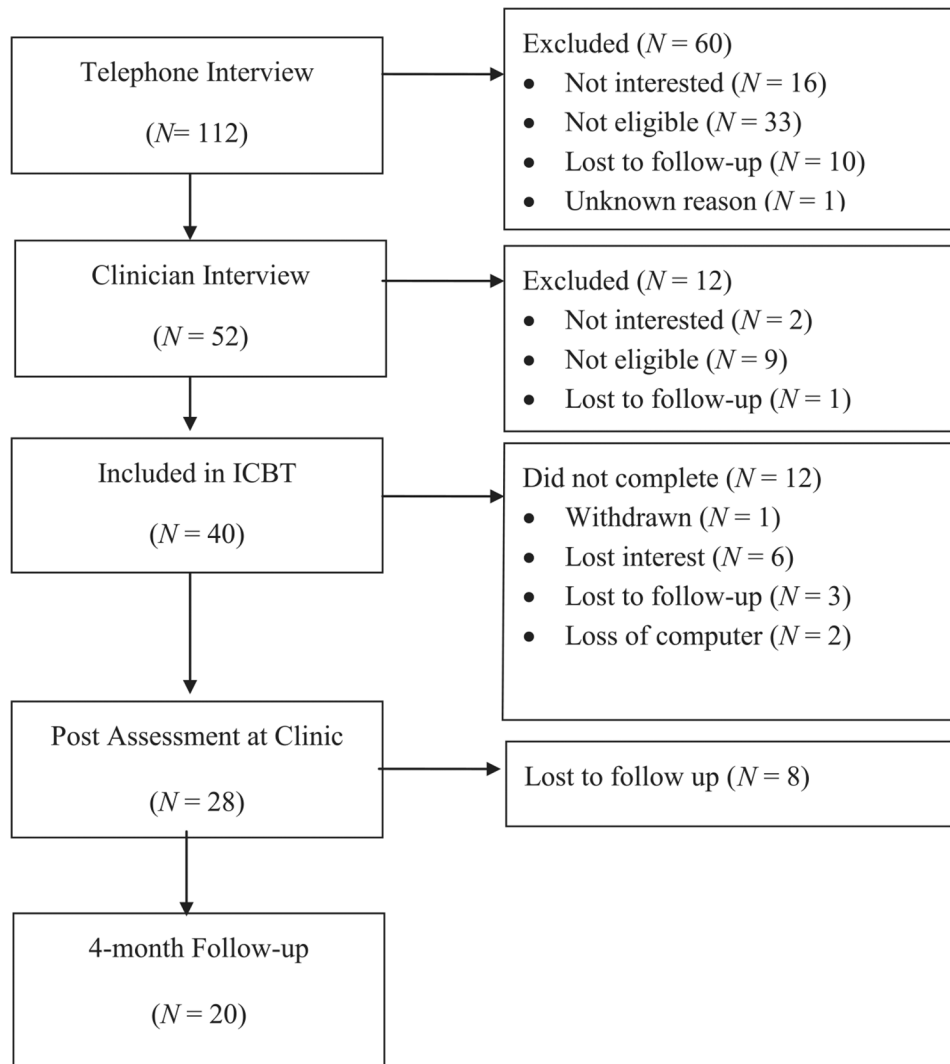 Telephone Interview
(N= 112)
Excluded (N = 60)
• Not interested (N = 16)
• Not eligible (N = 33)
• Lost to follow-up (N = 10)
• Unknown reason (N = 1)
Clinician Interview
(N = 52)
Excluded (N = 12)
• Not interested (N = 2)
• Not eligible (N = 9)
• Lost to follow-up (N = 1)
Included in ICBT
(N = 40)
Did not complete (N = 12)
• Withdrawn (N = 1)
• Lost interest (N = 6)
• Lost to follow-up (N = 3)
• Loss of computer (N = 2)
Post Assessment at Clinic
(N = 28)
Lost to follow up (N = 8)
4-month Follow-up
(N = 20)